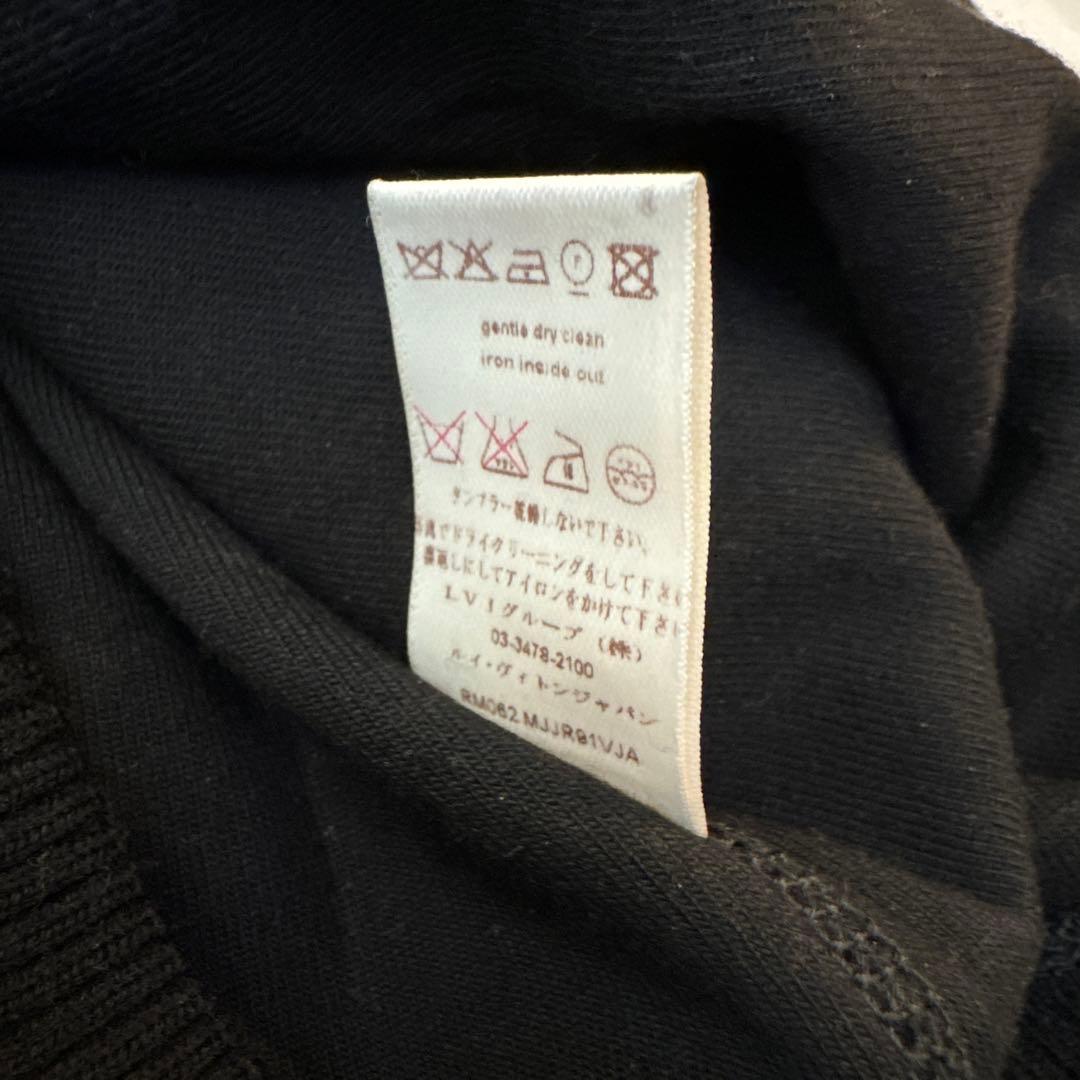 gentle dry clean
iron inside out
タンブラー乾燥しないで下さい。
でドライクリーニングをして下さい
裏返しにしてアイロンをかけて下さい
LVJグループ（株）
03-3478-2100
ルイ・ヴィトンジャパン
RM062 MJJR91VJA